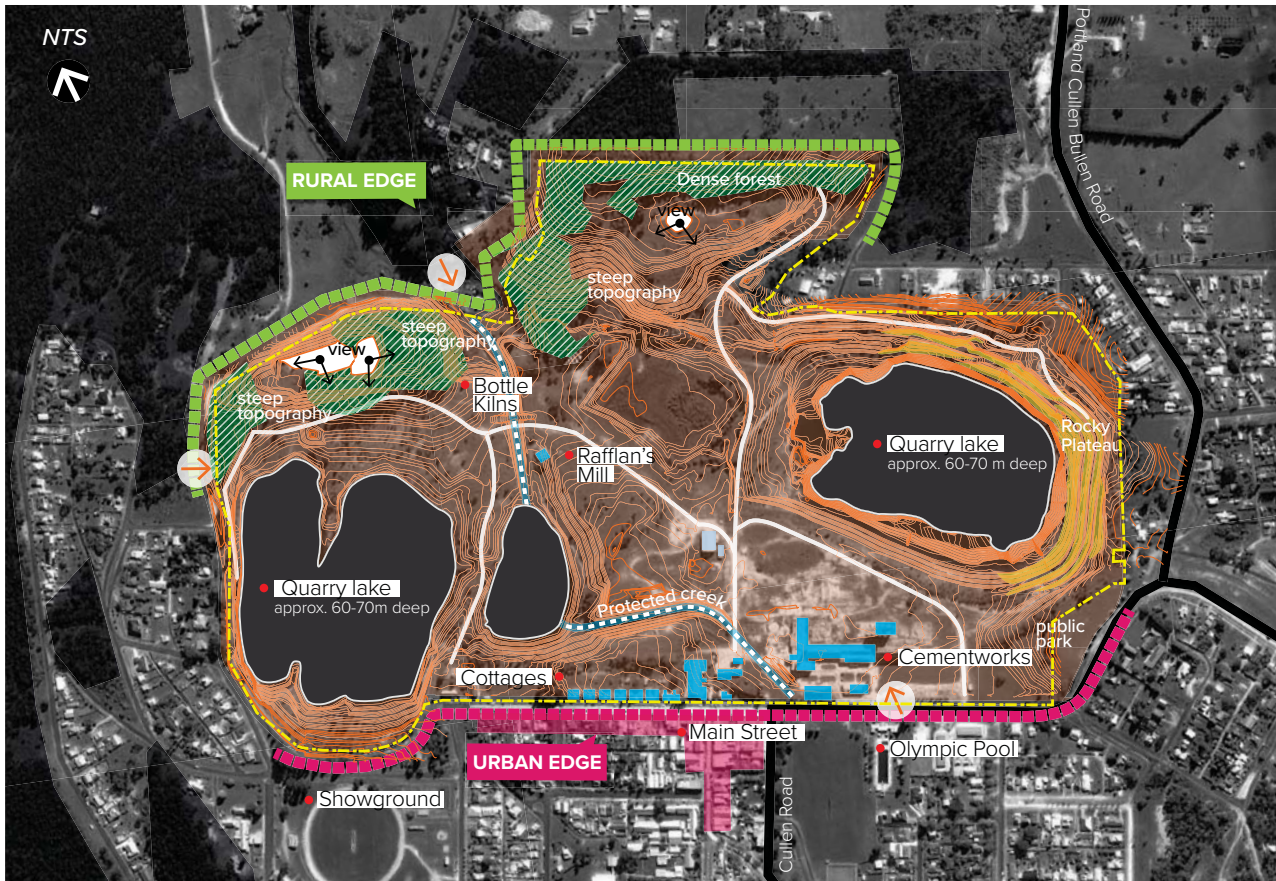 NTS
Portland Cullen Bullen Road
RURAL EDGE
Dense forest
view
steep
topography
steep
topography
view
steep
topography
Bottle
Kilns
Rafflan's
Mill
Quarry lake
approx. 60-70 m deep
Rocky
Plateau
Quarry lake
approx. 60-70m deep
Protected creek
public
park
Cementworks
Cottages
Main Street
URBAN EDGE
Olympic Pool
Showground
Cullen Road